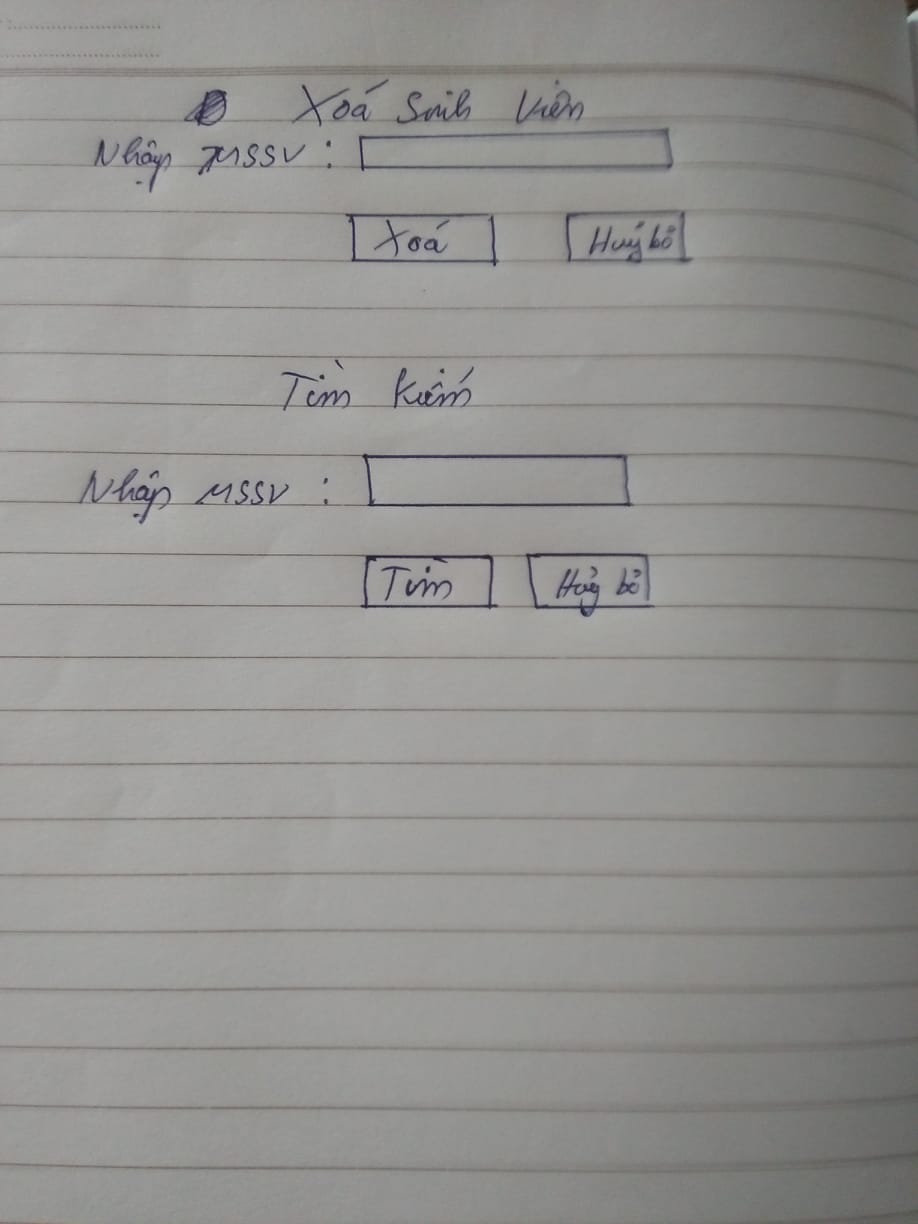 Xoá Sinh Viên
Nhập MSSV :
Xoá Huỷ bỏ
Tìm kiếm
Nhập MSSV :
Tìm Huỷ bỏ